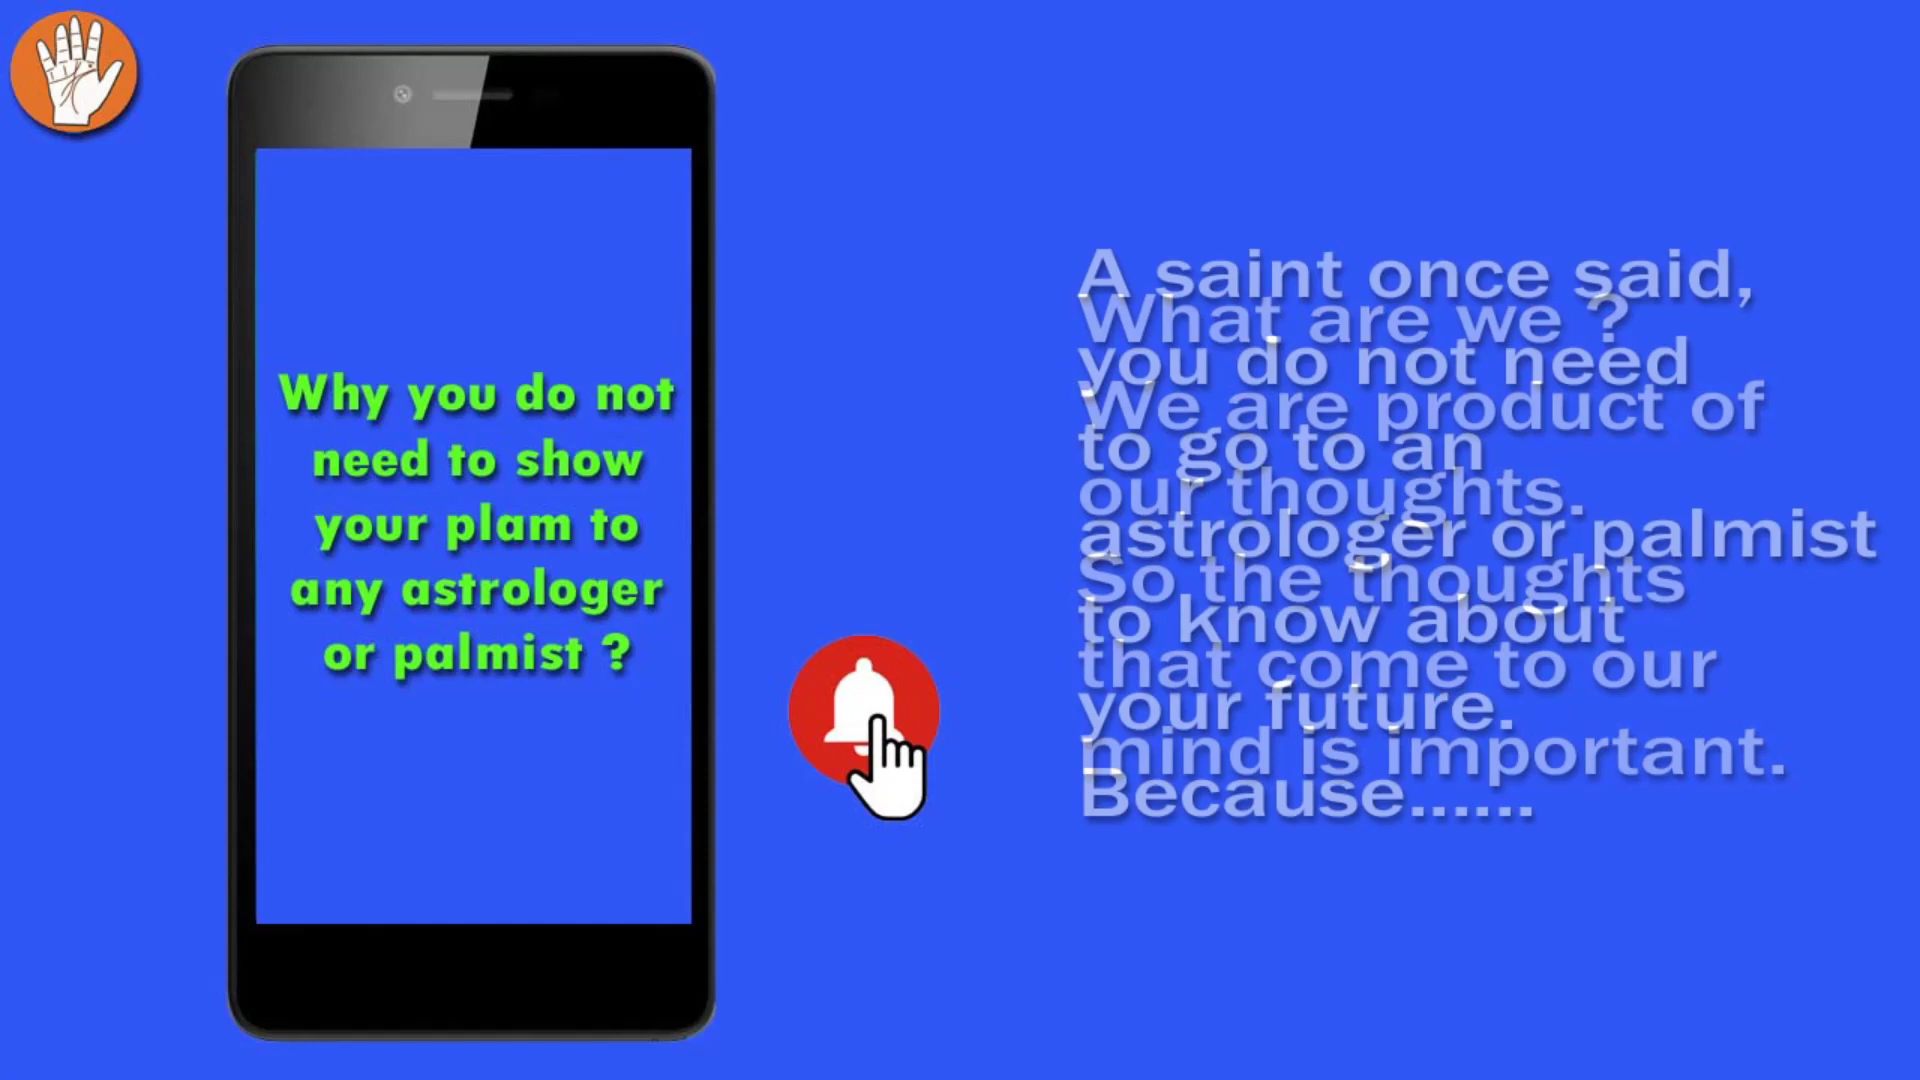 Why you do not
need to show
your plam to
any astrologer
or palmist ?
A saint once said,
you do not need
to go to an
astrologer or palmist
to know about
your future.
Because......
What are we ?
We are product of
our thoughts.
So the thoughts
that come to our
mind is important.